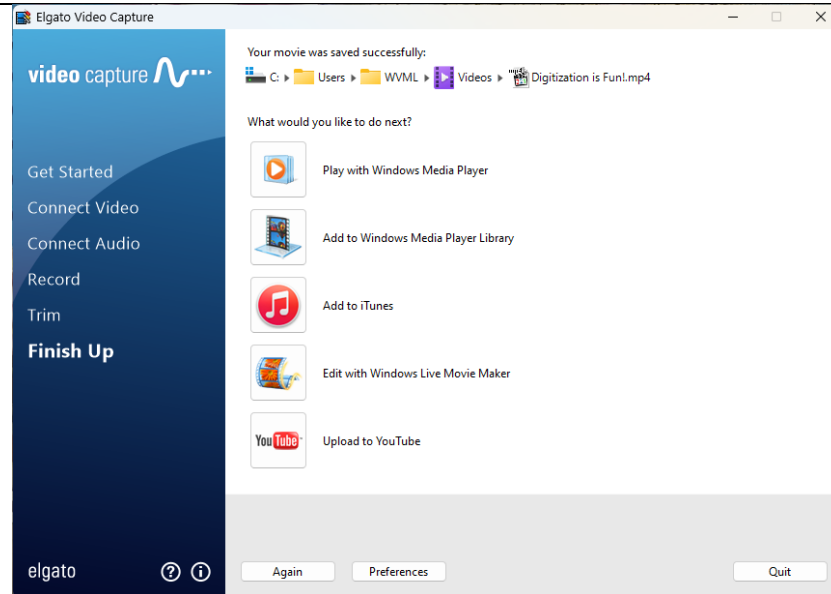 Elgato Video Capture
video capture
Get Started
Connect Video
Connect Audio
Record
Trim
Finish Up
elgato
Your movie was saved successfully:
C: Users WVML Videos Digitization is Fun!.mp4
What would you like to do next?
Play with Windows Media Player
Add to Windows Media Player Library
Add to iTunes
Edit with Windows Live Movie Maker
YouTube
Upload to YouTube
Again
Preferences
Quit